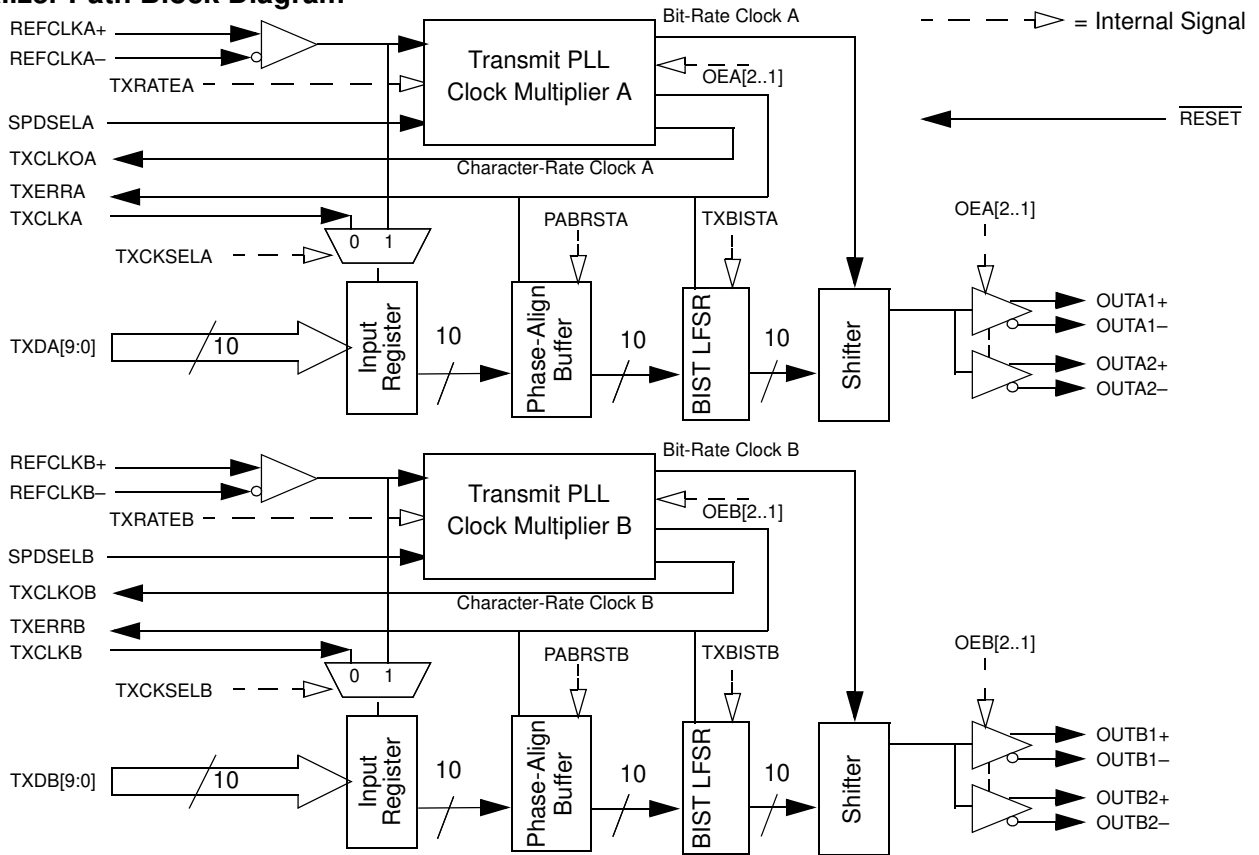 Path Block Diagram
Bit-Rate Clock A
= Internal Signal
REFCLKA+
REFCLKA–
TXRATEA
Transmit PLL
Clock Multiplier A
OEA[2..1]
SPDSELA
RESET
TXCLKOA
Character-Rate Clock A
TXERRA
TXCLKA
0 1
PABRSTA
TXBISTA
OEA[2..1]
TXCKSELA
TXDA[9:0]
10
Input
Register
10
Phase-Align
Buffer
10
BIST LFSR
10
Shifter
OUTA1+
OUTA1–
OUTA2+
OUTA2–
Bit-Rate Clock B
REFCLKB+
REFCLKB–
TXRATEB
Transmit PLL
Clock Multiplier B
OEB[2..1]
SPDSELB
TXCLKOB
Character-Rate Clock B
TXERRB
TXCLKB
0 1
PABRSTB
TXBISTB
OEB[2..1]
TXCKSELB
TXDB[9:0]
10
Input
Register
10
Phase-Align
Buffer
10
BIST LFSR
10
Shifter
OUTB1+
OUTB1–
OUTB2+
OUTB2–